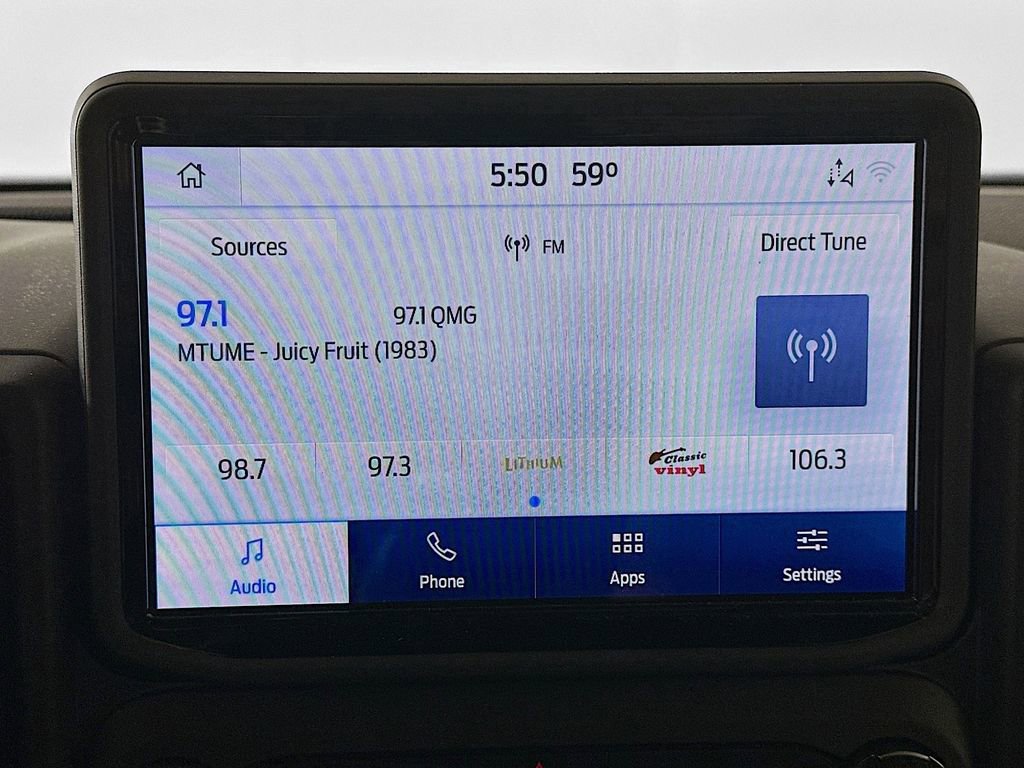 5:50 59º
Sources FM Direct Tune
97.1 97.1 QMG
MTUME - Juicy Fruit (1983)
98.7 97.3 LITHIUM Classic vinyl 106.3
Audio Phone Apps Settings